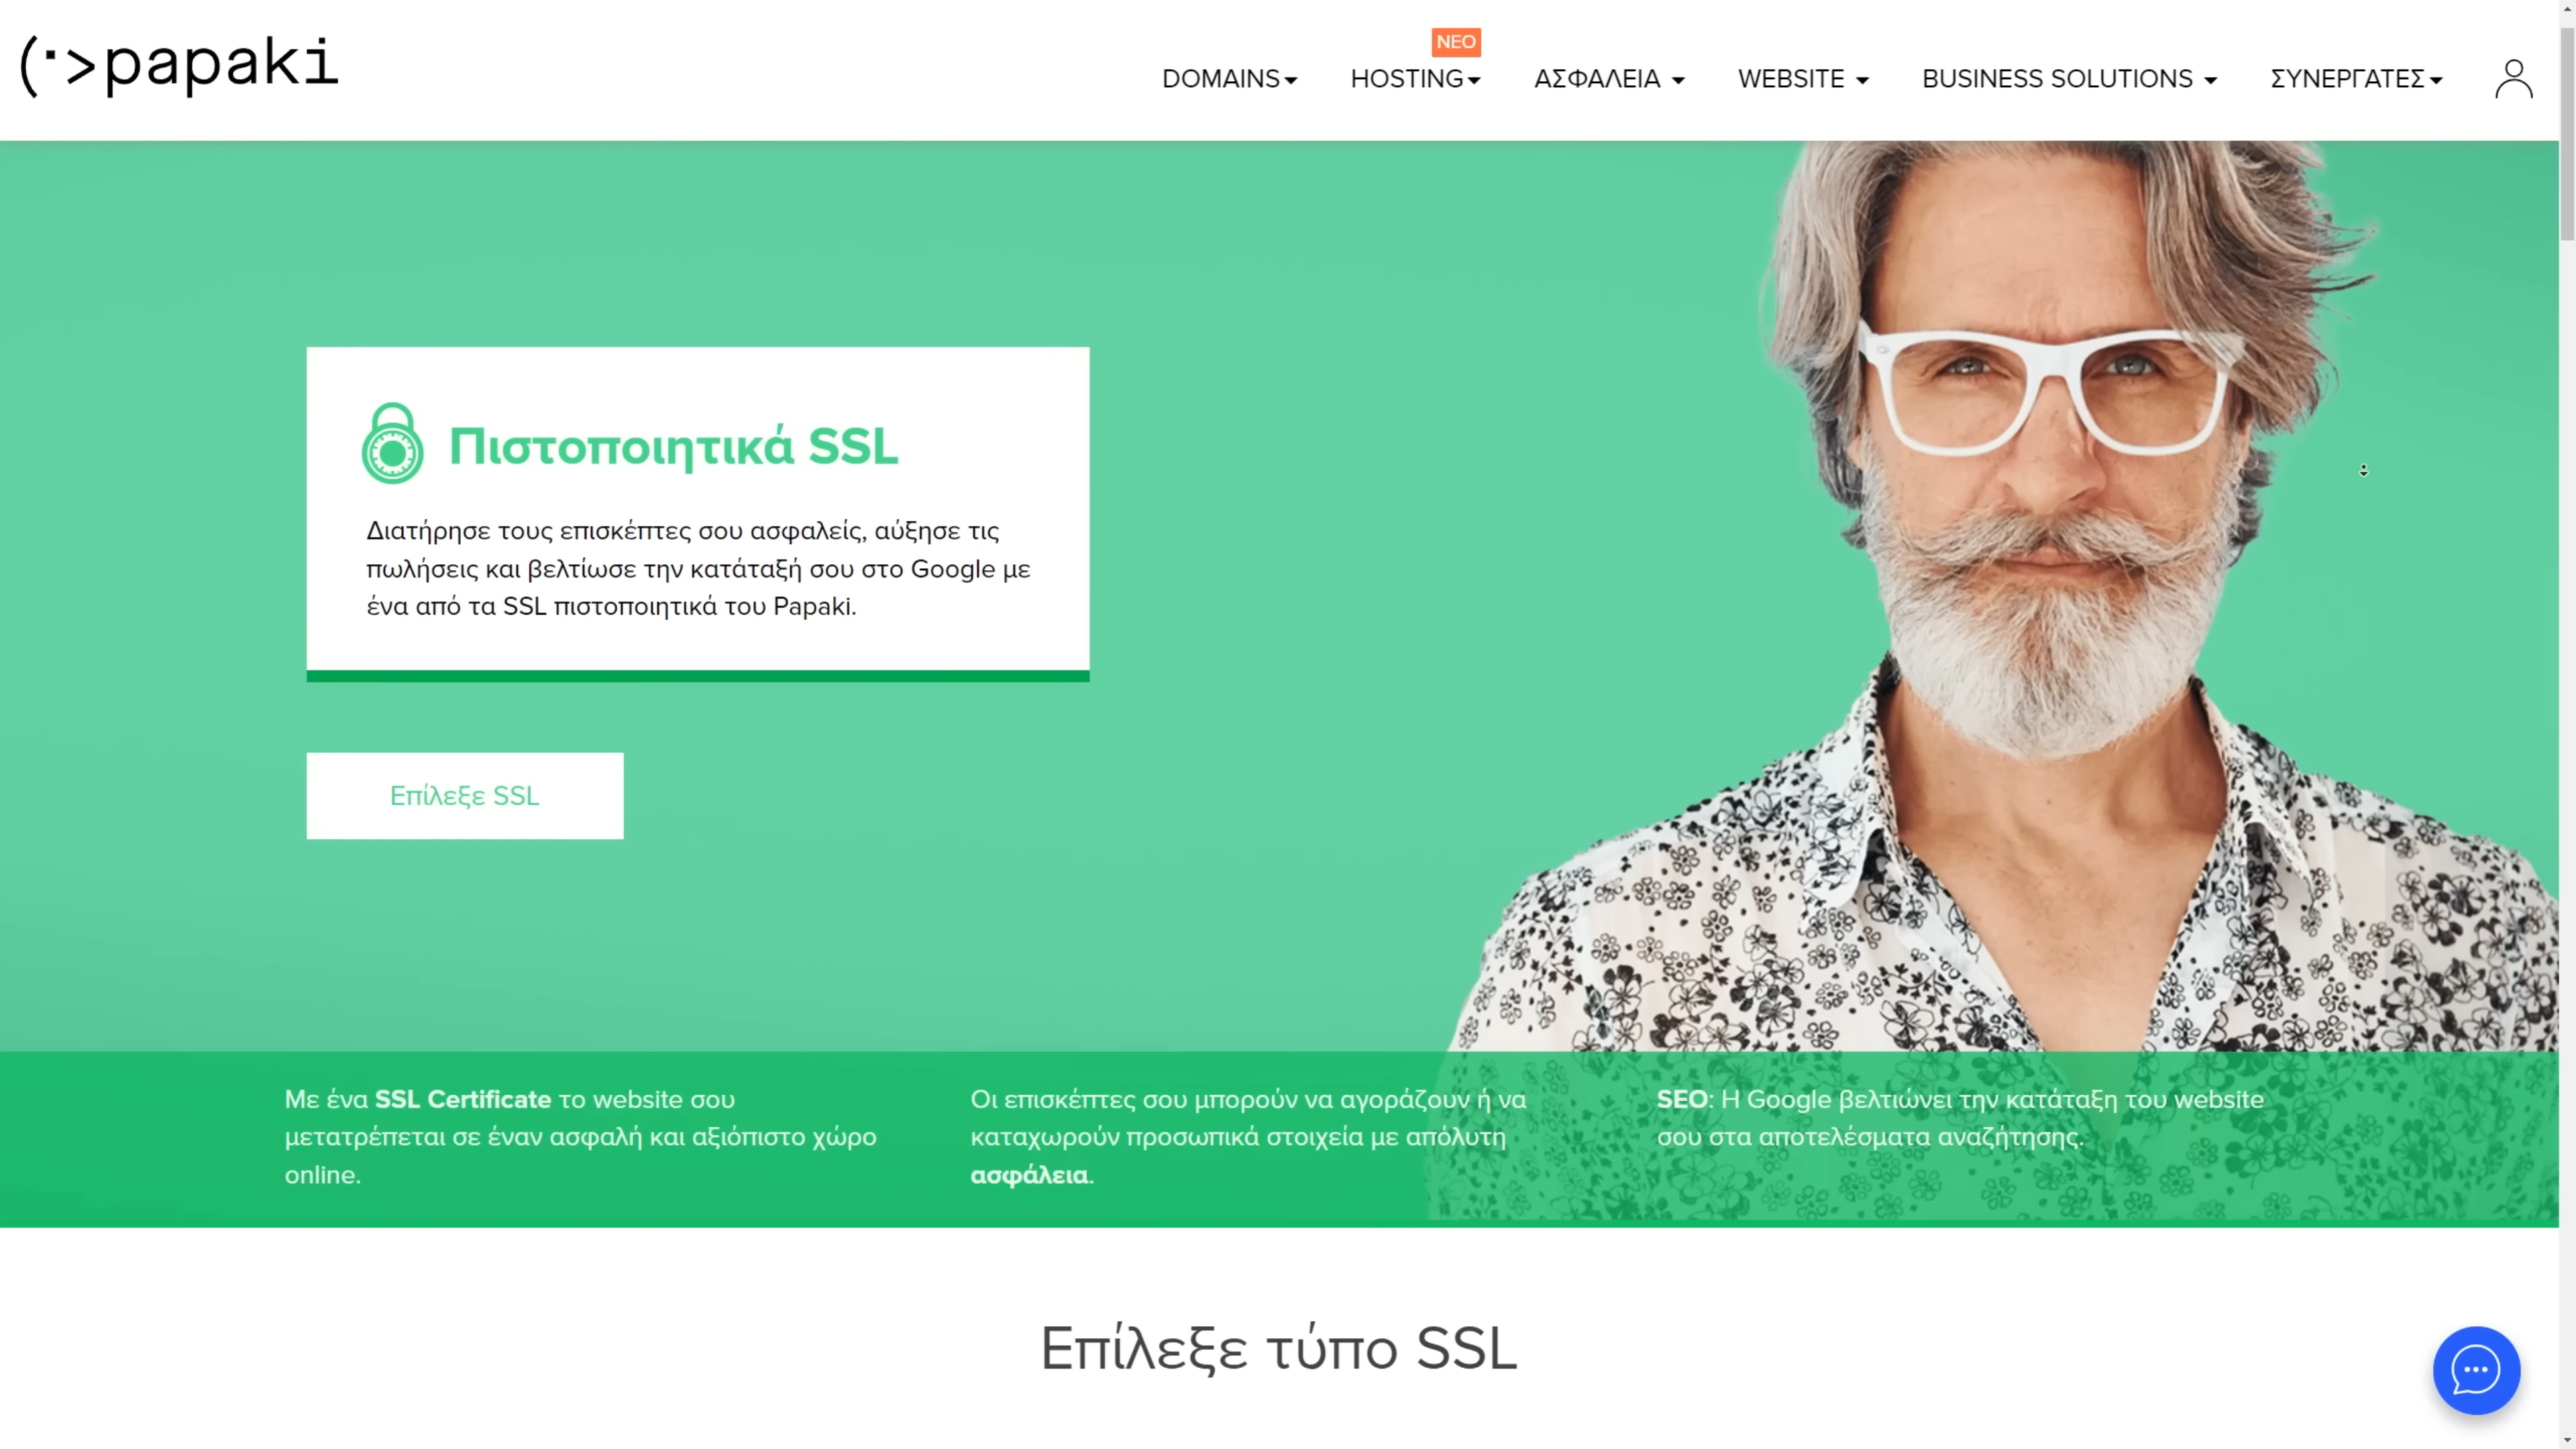 (·>papaki
NEO
DOMAINS
HOSTING
ΑΣΦΑΛΕΙΑ
WEBSITE
BUSINESS SOLUTIONS
ΣΥΝΕΡΓΑΤΕΣ
Πιστοποιητικά SSL
Διατήρησε τους επισκέπτες σου ασφαλείς, αύξησε τις
πωλήσεις και βελτίωσε την κατάταξή σου στο Google με
ένα από τα SSL πιστοποιητικά του Papaki.
Επίλεξε SSL
Με ένα SSL Certificate το website σου
μετατρέπεται σε έναν ασφαλή και αξιόπιστο χώρο
online.
Οι επισκέπτες σου μπορούν να αγοράζουν ή να
καταχωρούν προσωπικά στοιχεία με απόλυτη
ασφάλεια.
SEO: Η Google βελτιώνει την κατάταξη του website
σου στα αποτελέσματα αναζήτησης.
Επίλεξε τύπο SSL